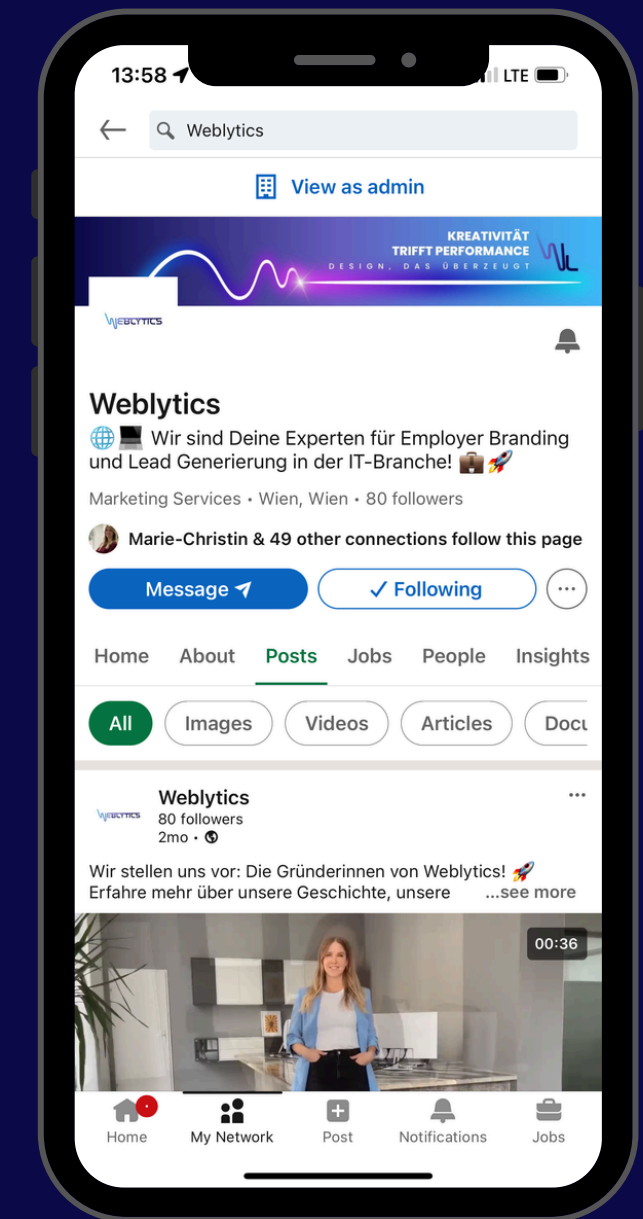 13:58
LTE
Weblytics
View as admin
KREATIVITÄT
TRIFFT PERFORMANCE
DESIGN, DAS ÜBERZEUGT
WEBLYTICS
Weblytics
🌐💻 Wir sind Deine Experten für Employer Branding
und Lead Generierung in der IT-Branche! 💼🚀
Marketing Services • Wien, Wien • 80 followers
Marie-Christin & 49 other connections follow this page
Message
Following
Home About Posts Jobs People Insights
All Images Videos Articles Docu
Weblytics
WEBLYTICS
80 followers
2mo •
Wir stellen uns vor: Die Gründerinnen von Weblytics! 🚀
Erfahre mehr über unsere Geschichte, unsere ...see more
00:36
Home My Network Post Notifications Jobs